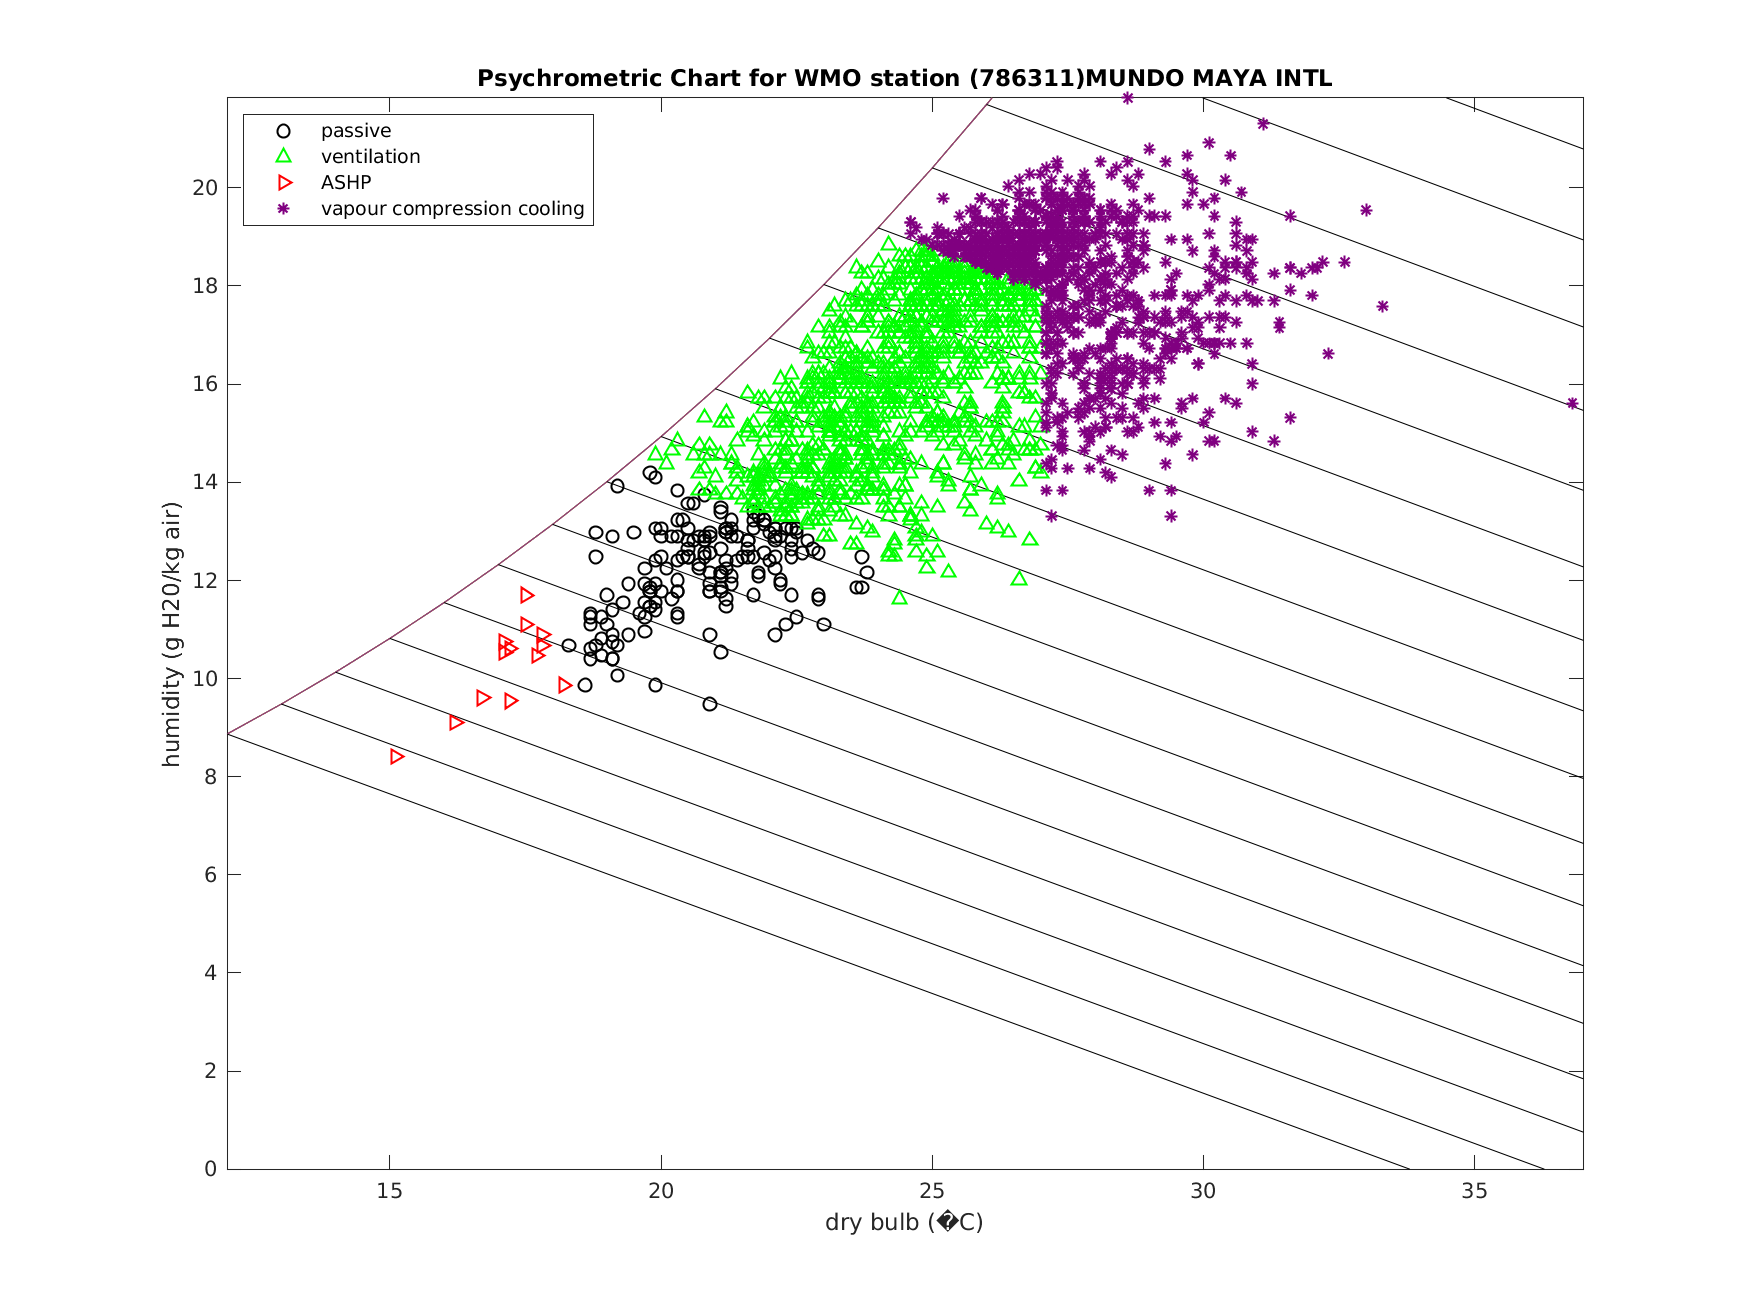 Psychrometric Chart for WMO station (786311)MUNDO MAYA INTL
passive
ventilation
ASHP
vapour compression cooling
humidity (g H20/kg air)
20
18
16
14
12
10
8
6
4
2
0
15 20 25 30 35
dry bulb (�C)